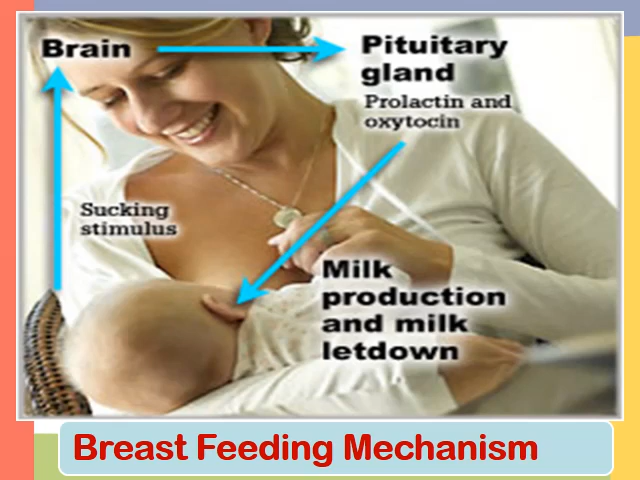 Brain
Pituitary
gland
Prolactin and
oxytocin
Sucking
stimulus
Milk
production
and milk
letdown
Breast Feeding Mechanism